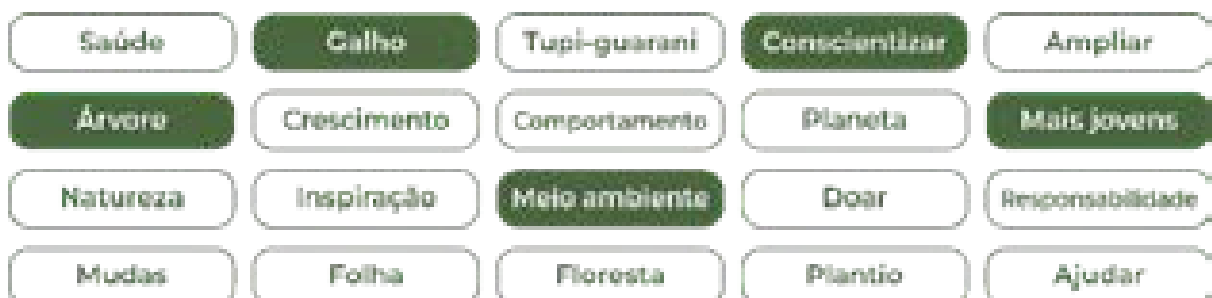 Saúde Galho Tupi-guarani Conscientizar Ampliar
Árvore Crescimento Comportamento Planeta Mais jovens
Natureza Inspiração Meio ambiente Doar Responsabilidade
Mudas Folha Floresta Plantio Ajudar